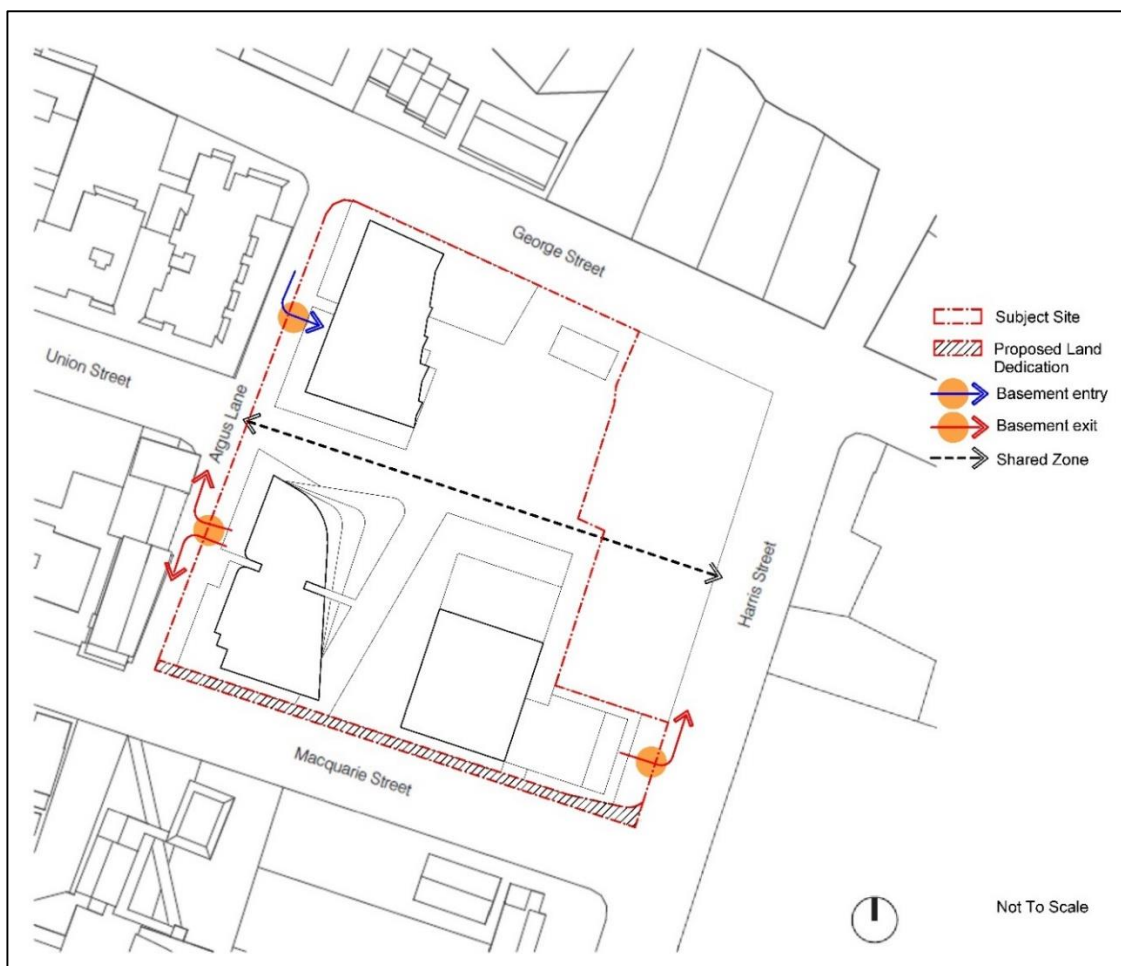 George Street
Subject Site
Proposed Land
Dedication
Union Street
Basement entry
Argus Lane
Basement exit
Shared Zone
Harris Street
Macquarie Street
Not To Scale